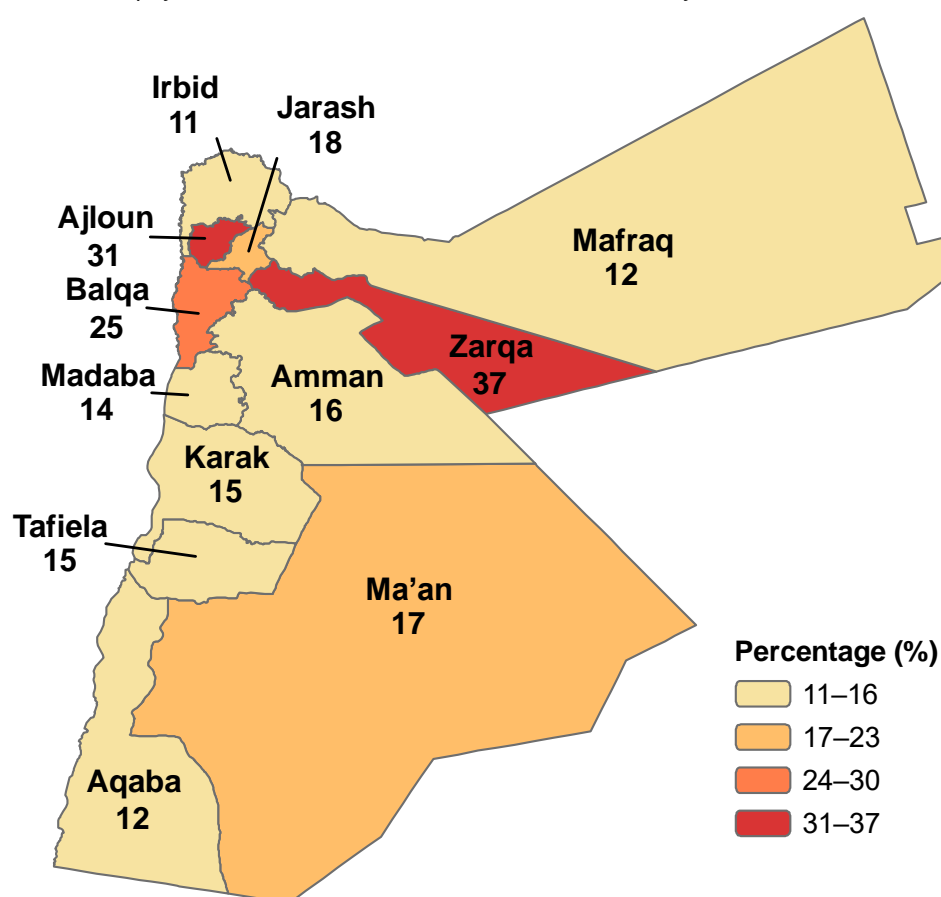 Irbid
11
Jarash
18
Ajloun
31
Mafraq
12
Balqa
25
Zarqa
37
Madaba
14
Amman
16
Karak
15
Tafiela
15
Ma’an
17
Aqaba
12
Percentage (%)
11–16
17–23
24–30
31–37